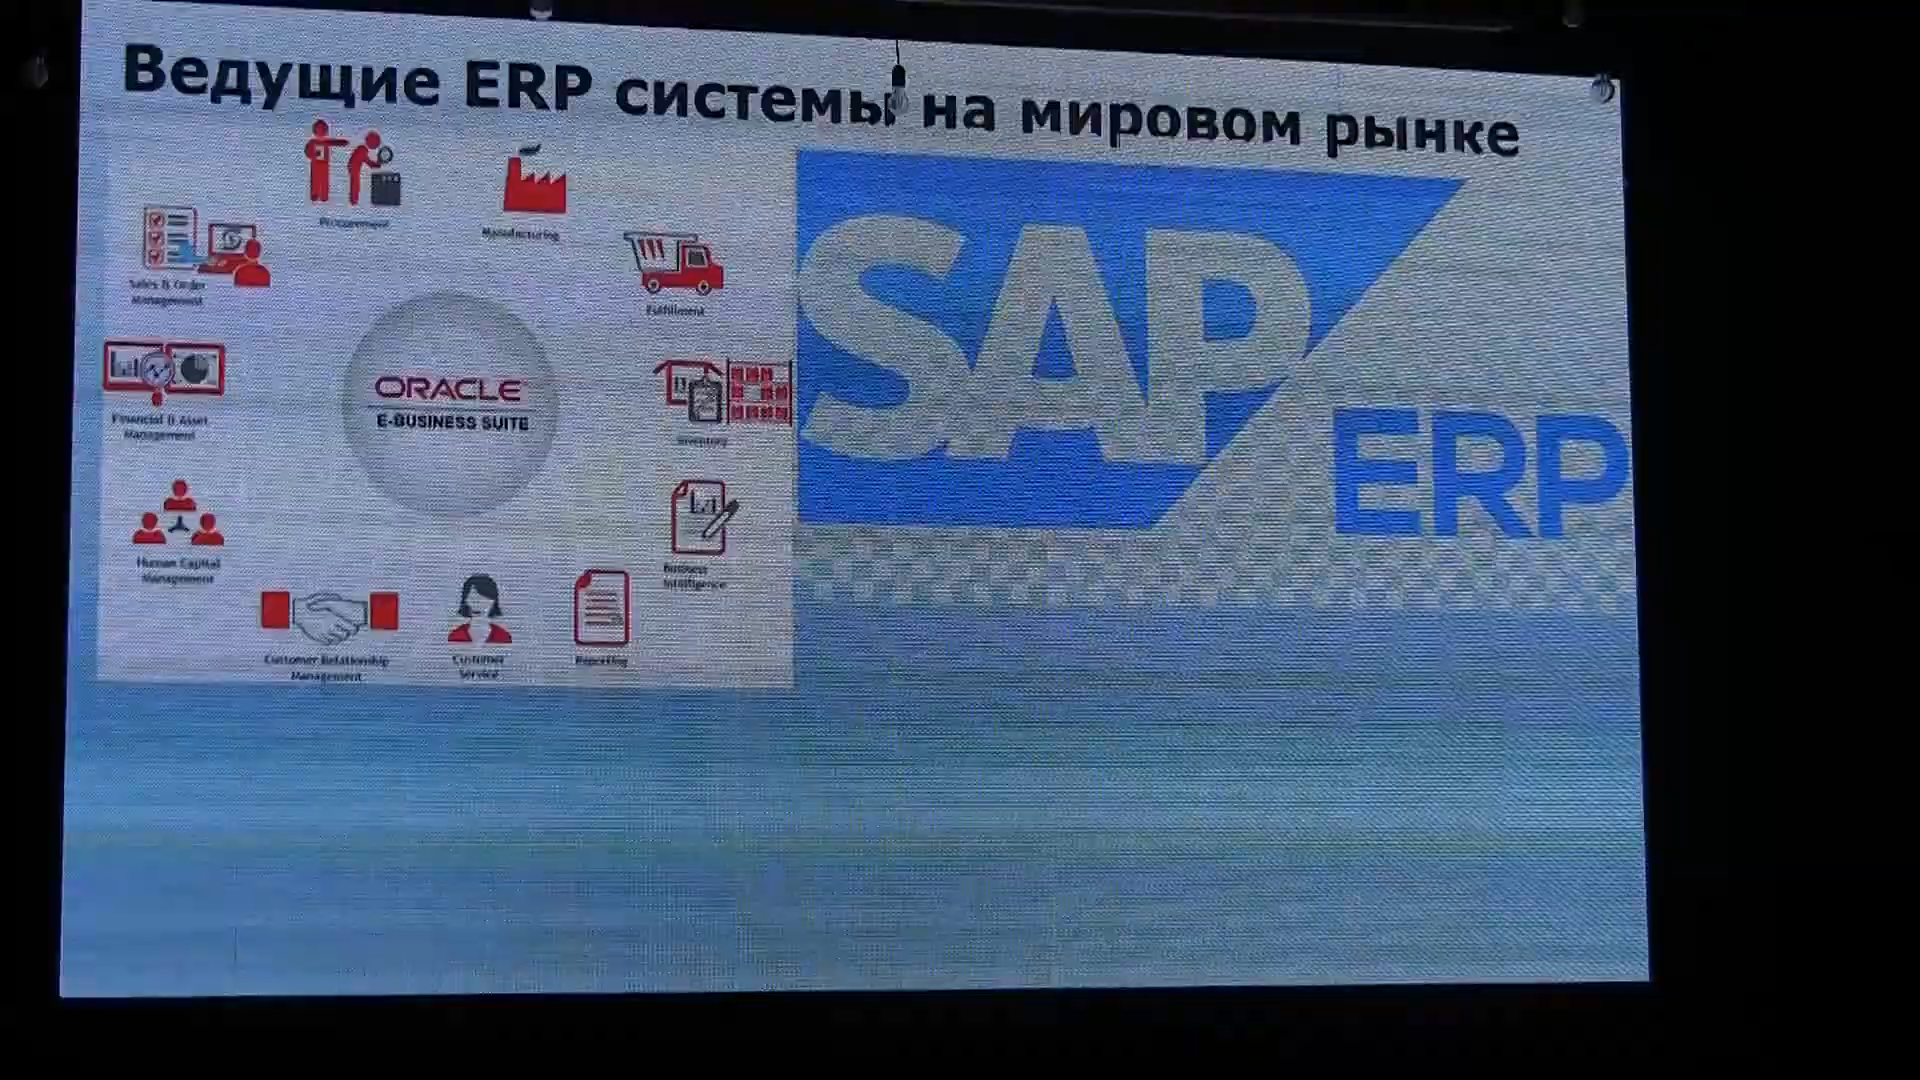 Ведущие ERP системы на мировом рынке
Procurement
Manufacturing
Sales & Order
Management
Fulfillment
Financial & Asset
Management
ORACLE
E-BUSINESS SUITE
Inventory
Human Capital
Management
Business
Intelligence
Customer Relationship
Management
Customer
Service
Reporting
SAP
ERP